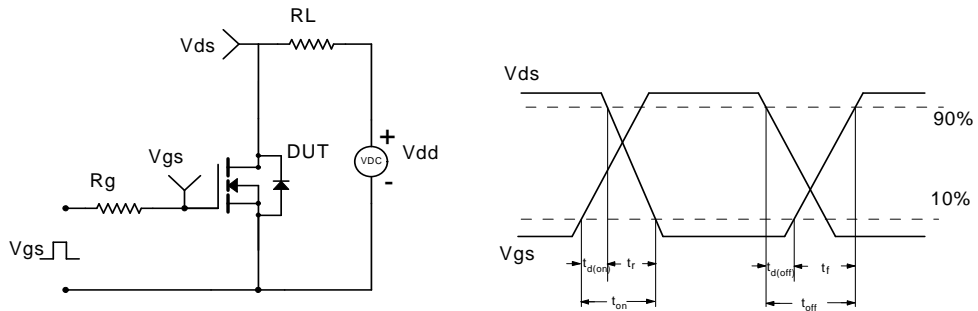 RL
Vds
Vgs
DUT
VDC
+
-
Vdd
Rg
Vgs
Vds
90%
10%
Vgs
td(on)
tr
ton
td(off)
tf
toff